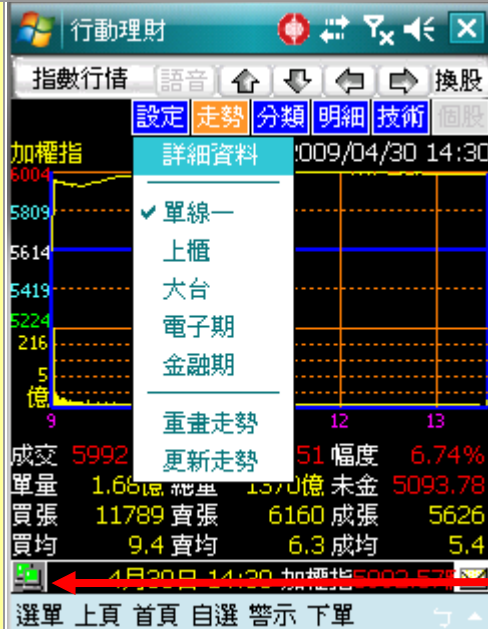 行動理財
指數行情 語音 換股
設定 走勢 分類 明細 技術 個股
加權指 2009/04/30 14:30
詳細資料
單線一
上櫃
大台
電子期
金融期
重畫走勢
更新走勢
6004
5809
5614
5419
5224
216
5
億
9 12 13
成交 5992 51 幅度 6.74%
單量 1.68億 總量 1370億 未金 5093.78
買張 11789 賣張 6160 成張 5626
買均 9.4 賣均 6.3 成均 5.4
4月30日 14:30 加權指5992.57
選單 上頁 首頁 自選 警示 下單 ㄅ